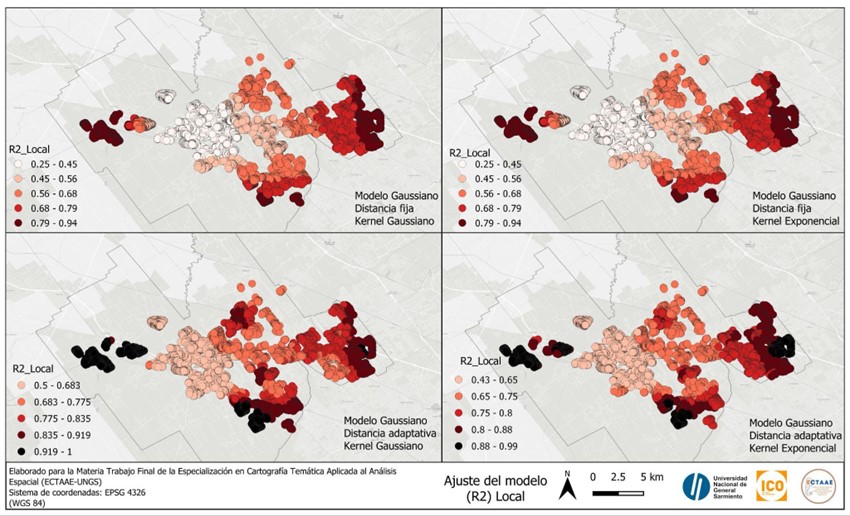 R2_Local
0.25 - 0.45
0.45 - 0.56
0.56 - 0.68
0.68 - 0.79
0.79 - 0.94
Modelo Gaussiano
Distancia fija
Kernel Gaussiano
R2_Local
0.25 - 0.45
0.45 - 0.56
0.56 - 0.68
0.68 - 0.79
0.79 - 0.94
Modelo Gaussiano
Distancia fija
Kernel Exponencial
R2_Local
0.5 - 0.683
0.683 - 0.775
0.775 - 0.835
0.835 - 0.919
0.919 - 1
Modelo Gaussiano
Distancia adaptativa
Kernel Gaussiano
R2_Local
0.43 - 0.65
0.65 - 0.75
0.75 - 0.8
0.8 - 0.88
0.88 - 0.99
Modelo Gaussiano
Distancia adaptativa
Kernel Exponencial
Elaborado para la Materia Trabajo Final de la Especialización en Cartografía Temática Aplicada al Análisis
Espacial (ECTAAE-UNGS)
Sistema de coordenadas: EPSG 4326
(WGS 84)
Ajuste del modelo
(R2) Local
N
0 2.5 5 km
Universidad
Nacional de
General
Sarmiento
ICO
ECTAAE